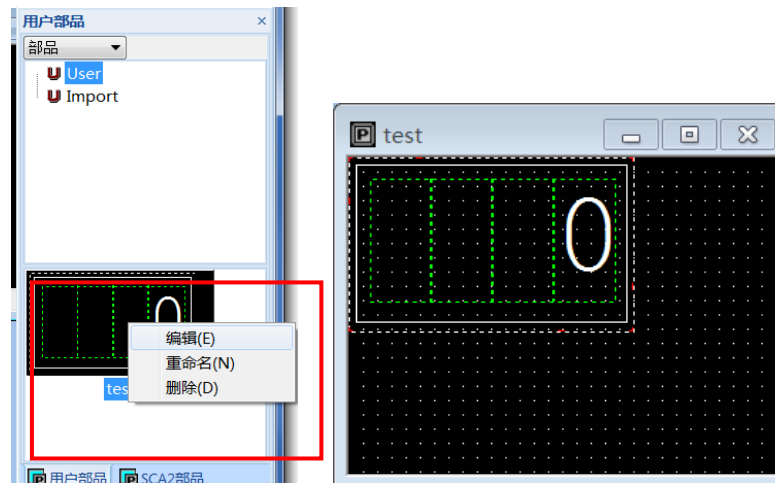 用户部品
部品
User
Import
0
编辑(E)
重命名(N)
删除(D)
tes
用户部品 SCA2部品
test
0